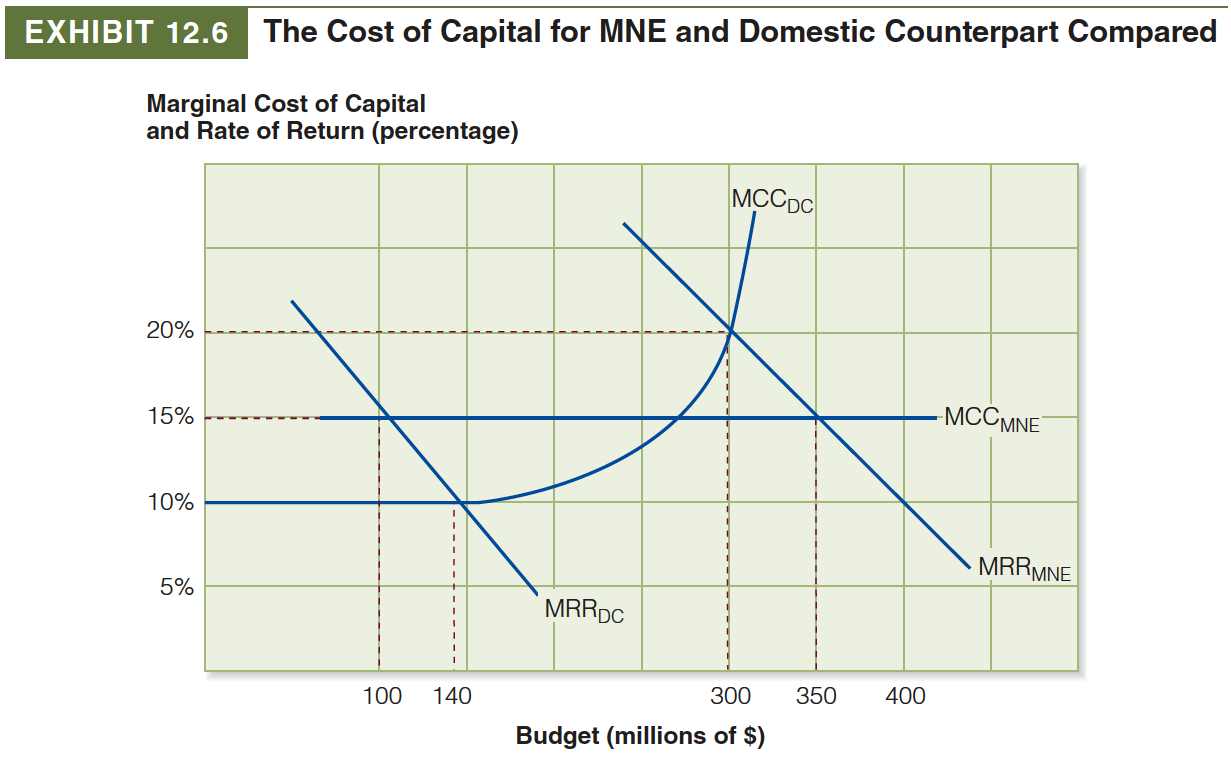 EXHIBIT 12.6 The Cost of Capital for MNE and Domestic Counterpart Compared
Marginal Cost of Capital
and Rate of Return (percentage)
MCCDC
20%
15%
MCCMNE
10%
5%
MRRMNE
MRRDC
100 140 300 350 400
Budget (millions of $)